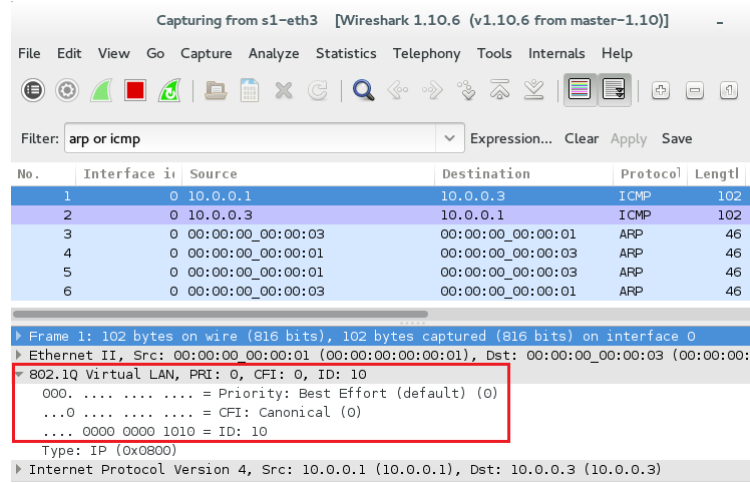 Capturing from s1-eth3 [Wireshark 1.10.6 (v1.10.6 from master-1.10)]
File Edit View Go Capture Analyze Statistics Telephony Tools Internals Help
Filter: arp or icmp Expression... Clear Apply Save
No. Interface i Source Destination Protocol Lengtl
1 0 10.0.0.1 10.0.0.3 ICMP 102
2 0 10.0.0.3 10.0.0.1 ICMP 102
3 0 00:00:00_00:00:03 00:00:00_00:00:01 ARP 46
4 0 00:00:00_00:00:01 00:00:00_00:00:03 ARP 46
5 0 00:00:00_00:00:01 00:00:00_00:00:03 ARP 46
6 0 00:00:00_00:00:03 00:00:00_00:00:01 ARP 46
Frame 1: 102 bytes on wire (816 bits), 102 bytes captured (816 bits) on interface 0
Ethernet II, Src: 00:00:00_00:00:01 (00:00:00:00:00:01), Dst: 00:00:00_00:00:03 (00:00:00:
802.1Q Virtual LAN, PRI: 0, CFI: 0, ID: 10
000. .... .... .... = Priority: Best Effort (default) (0)
...0 .... .... .... = CFI: Canonical (0)
.... 0000 0000 1010 = ID: 10
Type: IP (0x0800)
Internet Protocol Version 4, Src: 10.0.0.1 (10.0.0.1), Dst: 10.0.0.3 (10.0.0.3)